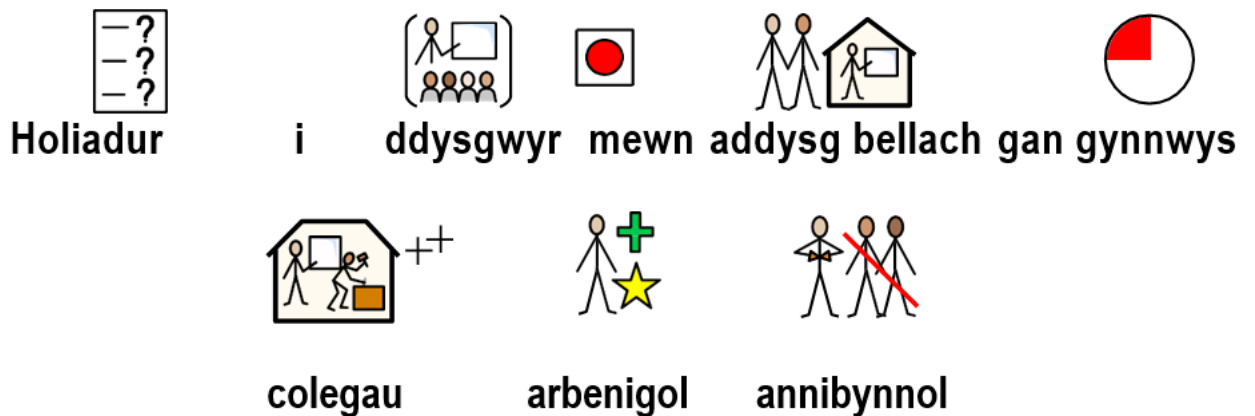 Holiadur i ddysgwyr mewn addysg bellach gan gynnwys
colegau arbenigol annibynnol